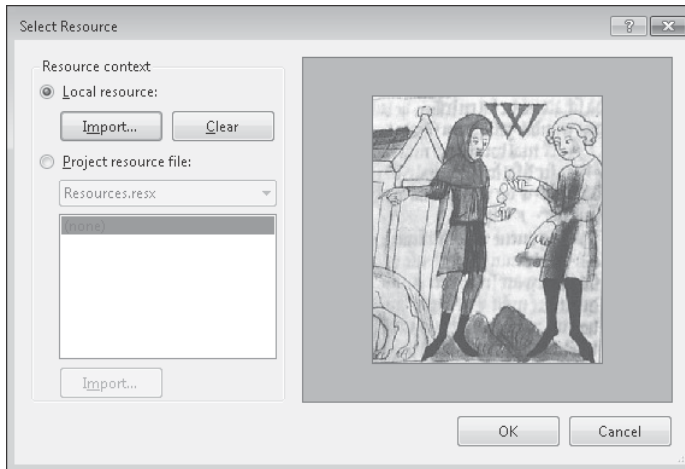 Select Resource
Resource context
Local resource:
Import...
Clear
Project resource file:
Resources.resx
(none)
Import...
W
OK
Cancel